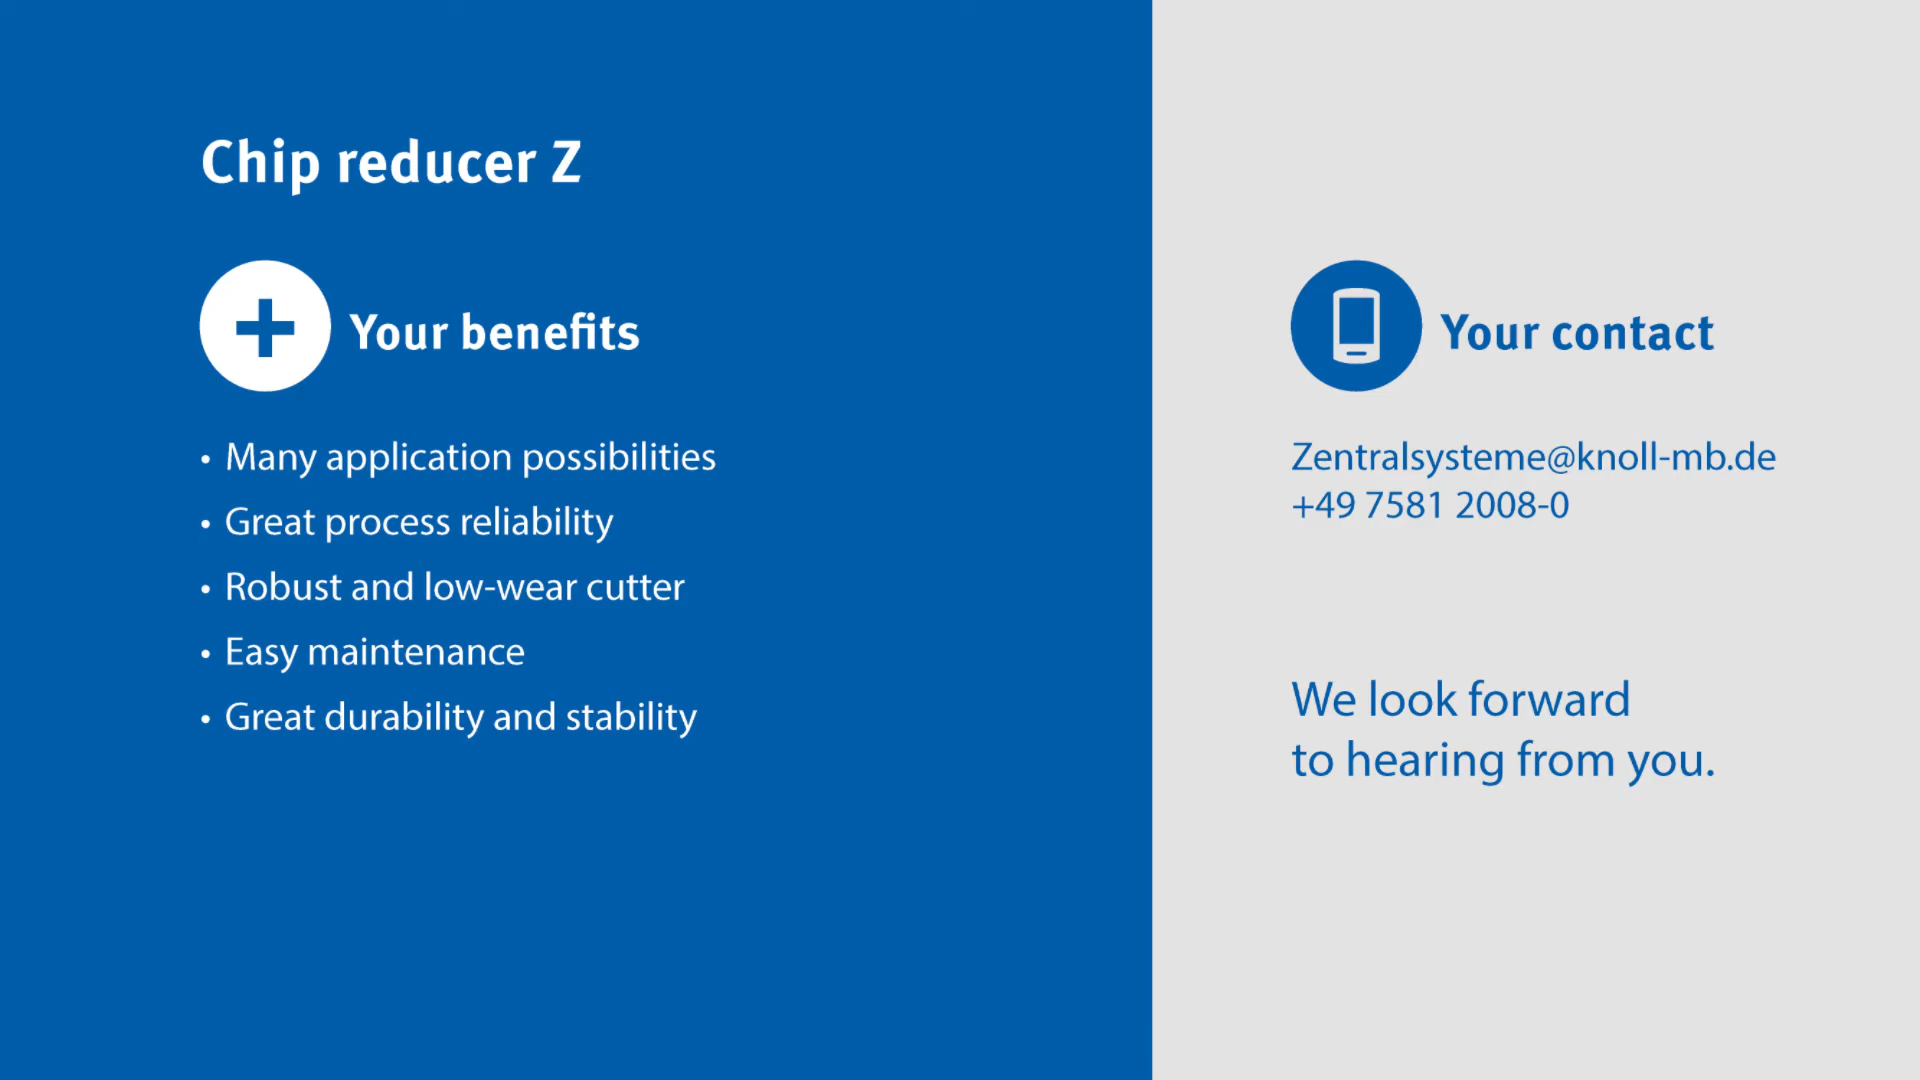 Chip reducer Z
Your benefits
• Many application possibilities
• Great process reliability
• Robust and low-wear cutter
• Easy maintenance
• Great durability and stability
Your contact
Zentralsysteme@knoll-mb.de
+49 7581 2008-0
We look forward
to hearing from you.